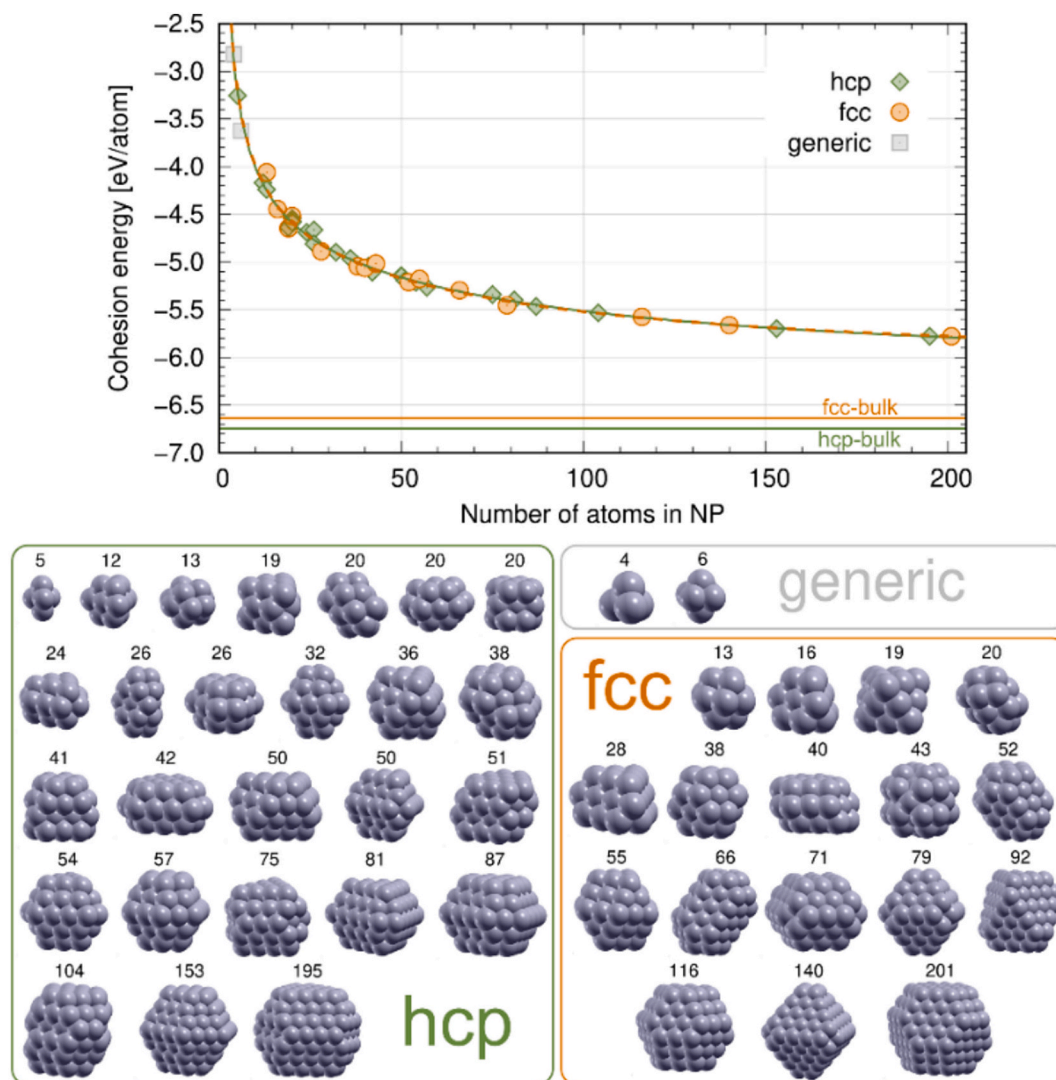 −2.5
−3.0
−3.5
−4.0
−4.5
−5.0
−5.5
−6.0
−6.5
−7.0
Cohesion energy [eV/atom]
hcp
fcc
generic
fcc-bulk
hcp-bulk
0 50 100 150 200
Number of atoms in NP
5 12 13 19 20 20 20
24 26 26 32 36 38
41 42 50 50 51
54 57 75 81 87
104 153 195
hcp
4 6
generic
fcc
13 16 19 20
28 38 40 43 52
55 66 71 79 92
116 140 201